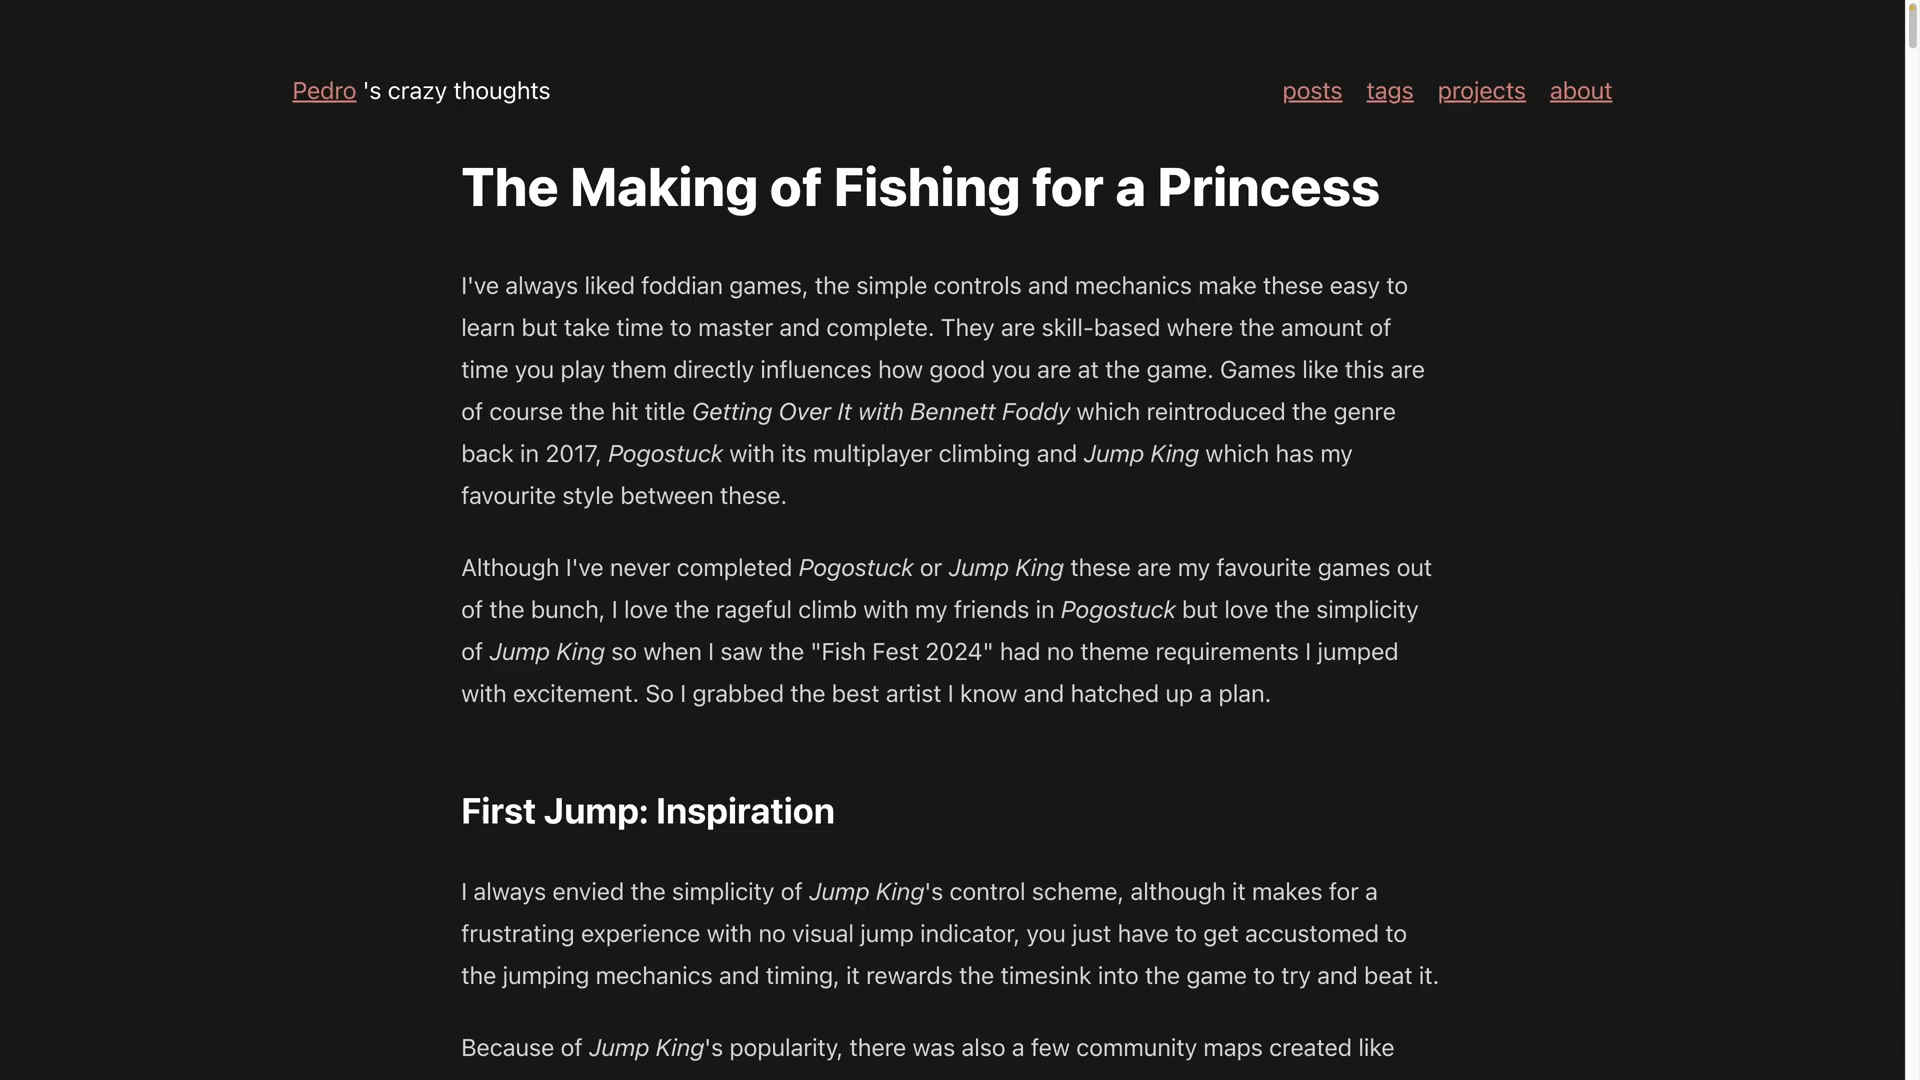 Pedro 's crazy thoughts
posts tags projects about
The Making of Fishing for a Princess
I've always liked foddian games, the simple controls and mechanics make these easy to
learn but take time to master and complete. They are skill-based where the amount of
time you play them directly influences how good you are at the game. Games like this are
of course the hit title Getting Over It with Bennett Foddy which reintroduced the genre
back in 2017, Pogostuck with its multiplayer climbing and Jump King which has my
favourite style between these.
Although I've never completed Pogostuck or Jump King these are my favourite games out
of the bunch, I love the rageful climb with my friends in Pogostuck but love the simplicity
of Jump King so when I saw the "Fish Fest 2024" had no theme requirements I jumped
with excitement. So I grabbed the best artist I know and hatched up a plan.
First Jump: Inspiration
I always envied the simplicity of Jump King's control scheme, although it makes for a
frustrating experience with no visual jump indicator, you just have to get accustomed to
the jumping mechanics and timing, it rewards the timesink into the game to try and beat it.
Because of Jump King's popularity, there was also a few community maps created like